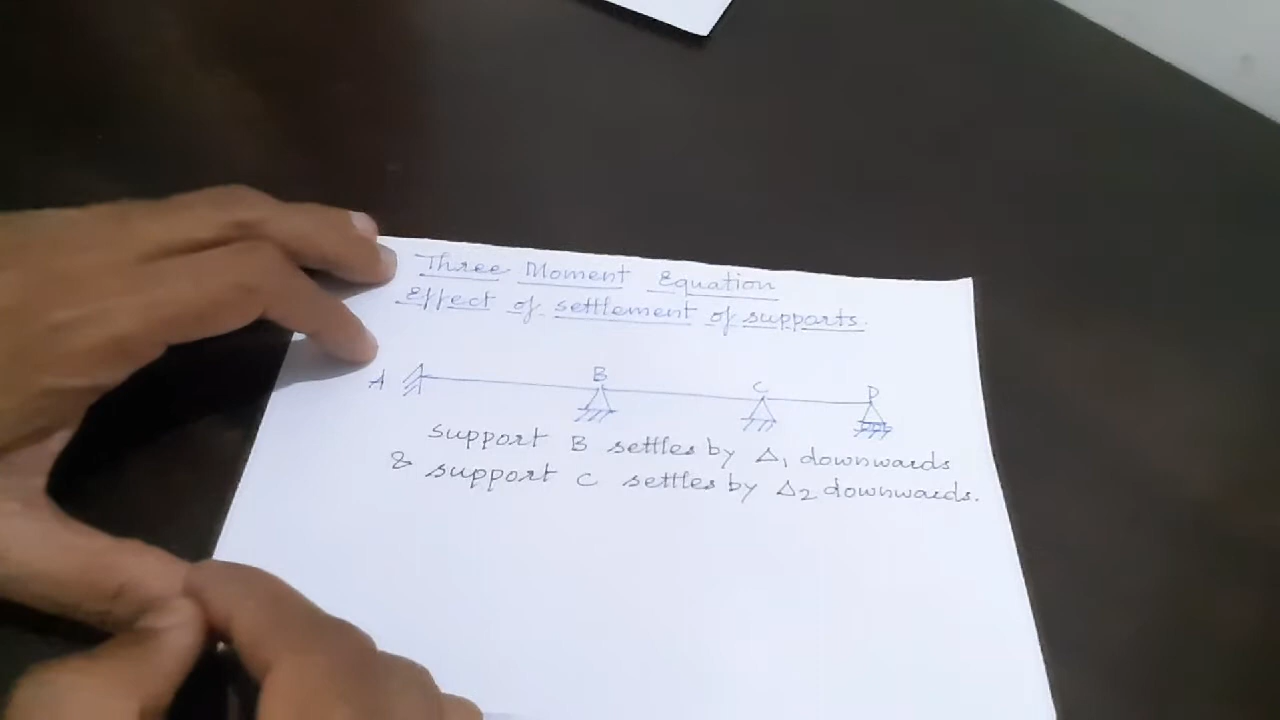 Three Moment Equation
Effect of settlement of supports.
A B C D
support B settles by Δ1 downwards
& support C settles by Δ2 downwards.